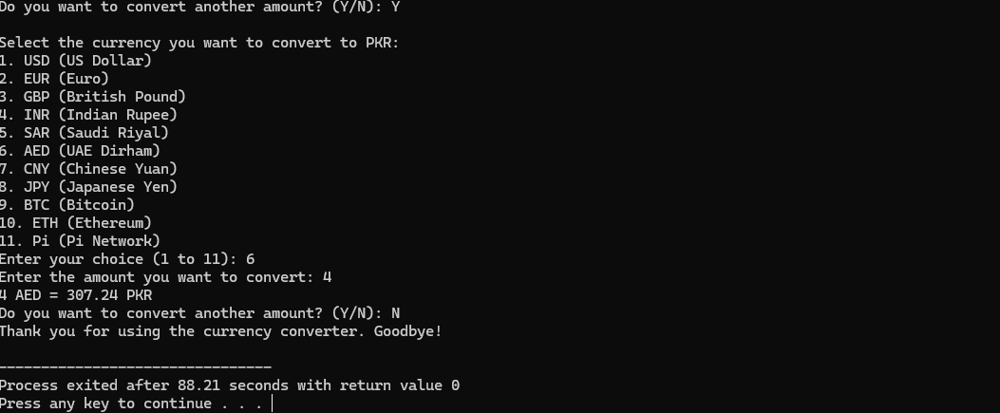 Do you want to convert another amount? (Y/N): Y
Select the currency you want to convert to PKR:
1. USD (US Dollar)
2. EUR (Euro)
3. GBP (British Pound)
4. INR (Indian Rupee)
5. SAR (Saudi Riyal)
6. AED (UAE Dirham)
7. CNY (Chinese Yuan)
8. JPY (Japanese Yen)
9. BTC (Bitcoin)
10. ETH (Ethereum)
11. Pi (Pi Network)
Enter your choice (1 to 11): 6
Enter the amount you want to convert: 4
4 AED = 307.24 PKR
Do you want to convert another amount? (Y/N): N
Thank you for using the currency converter. Goodbye!
--------------------------------
Process exited after 88.21 seconds with return value 0
Press any key to continue . . .